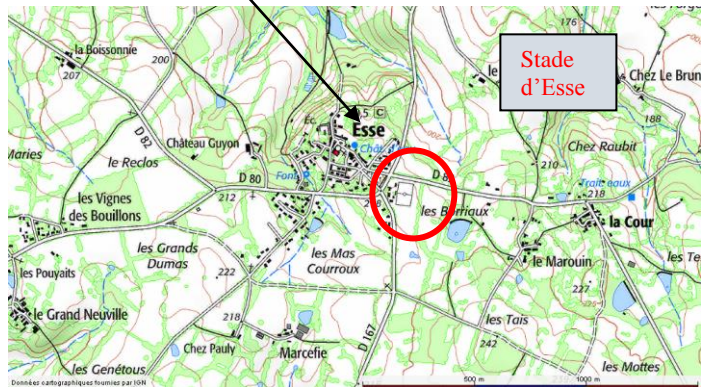 la Boissonnie
207
200
176
Stade
d'Esse
Chez Le Brun
188
D 82
Éc.
Esse
Château Guyon
le Reclos
D 80
212
les Vignes
des Bouillons
les Grands
Dumas
les Pouyaits
222
218
le Grand Neuville
Chez Pauly
Marcefie
les Genétous
les Mas
Courroux
D 167
les Borriaux
210
Chez Raubit
218
la Cour
le Marouin
227
les Tais
242
les Mottes
Données cartographiques fournies par IGN
500 m
1000 m